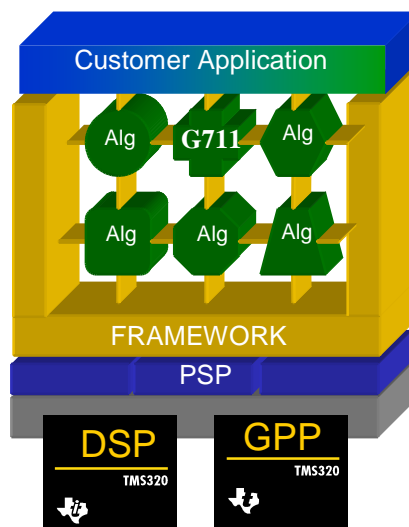 Customer Application
Alg G711 Alg
Alg Alg Alg
FRAMEWORK
PSP
DSP GPP
TMS320 TMS320